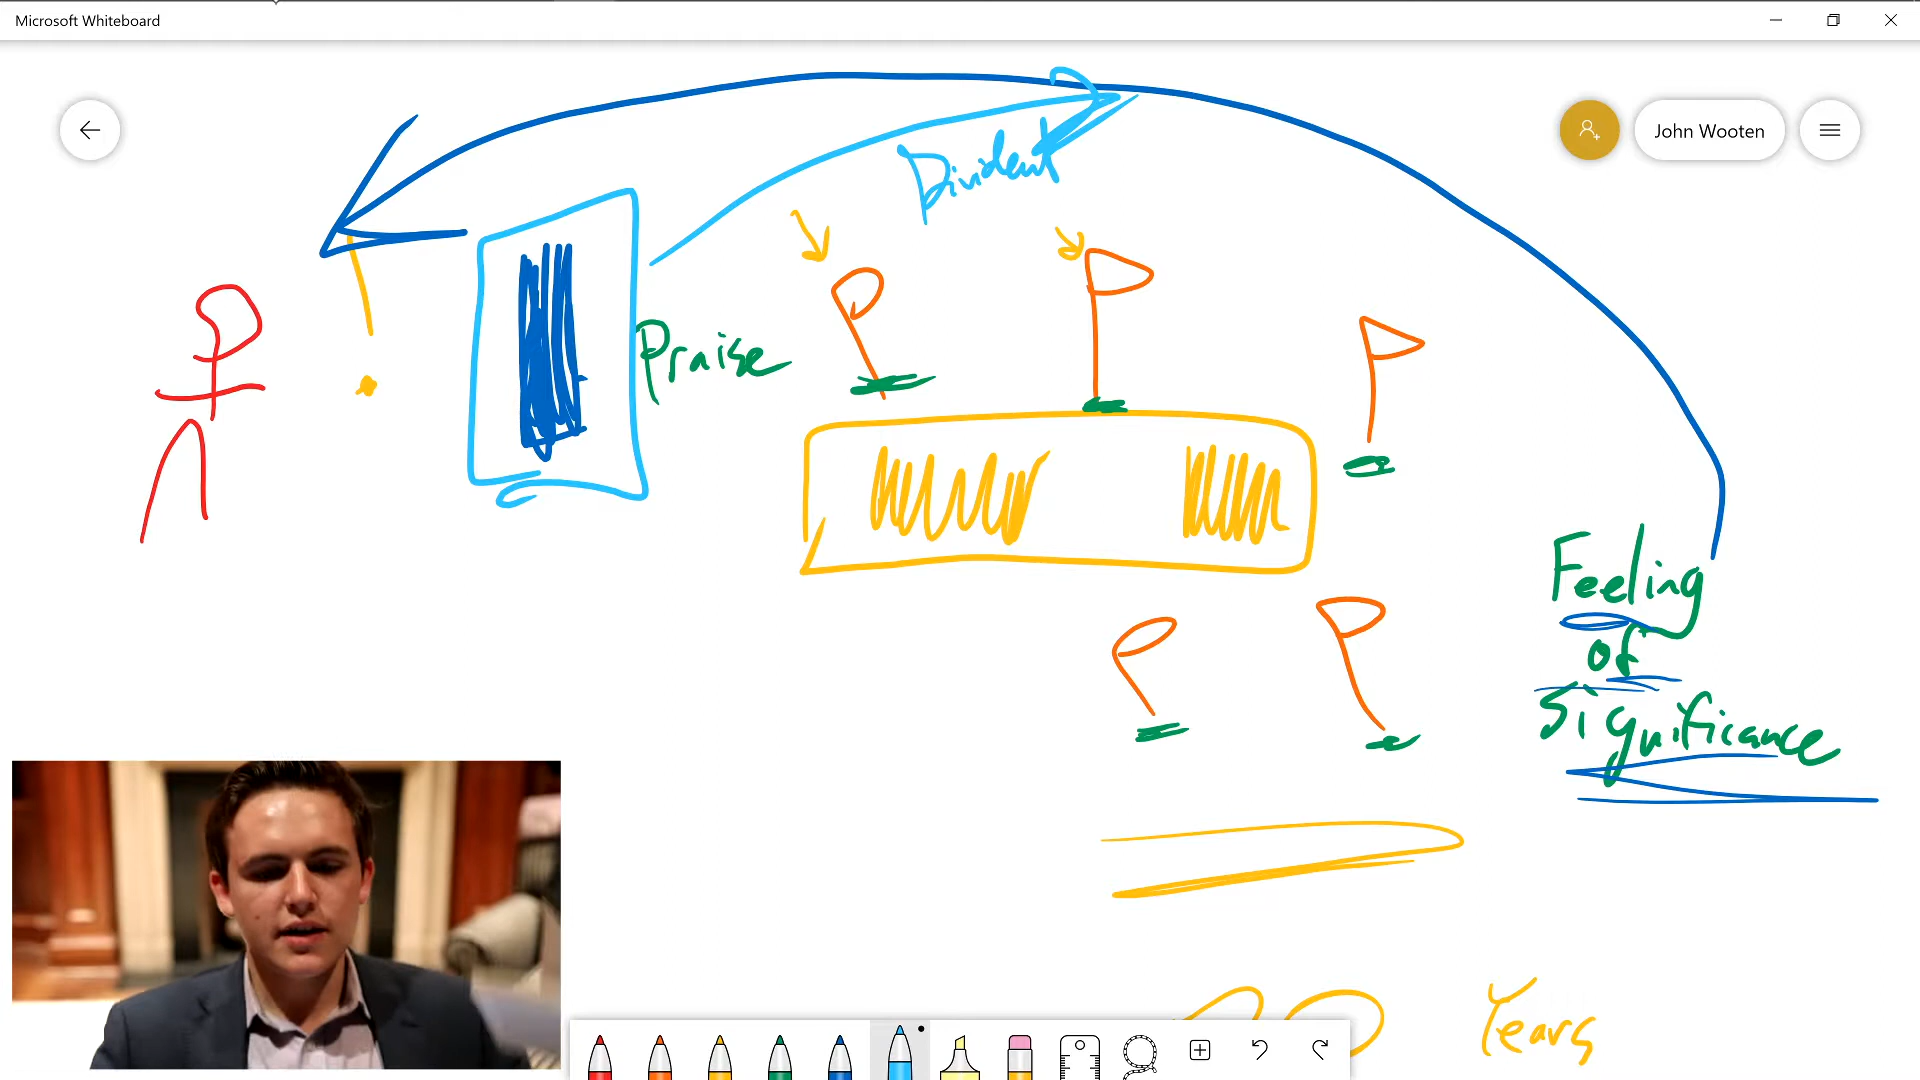 Microsoft Whiteboard
John Wooten
Divident
Praise
Feeling
of
Significance
Years